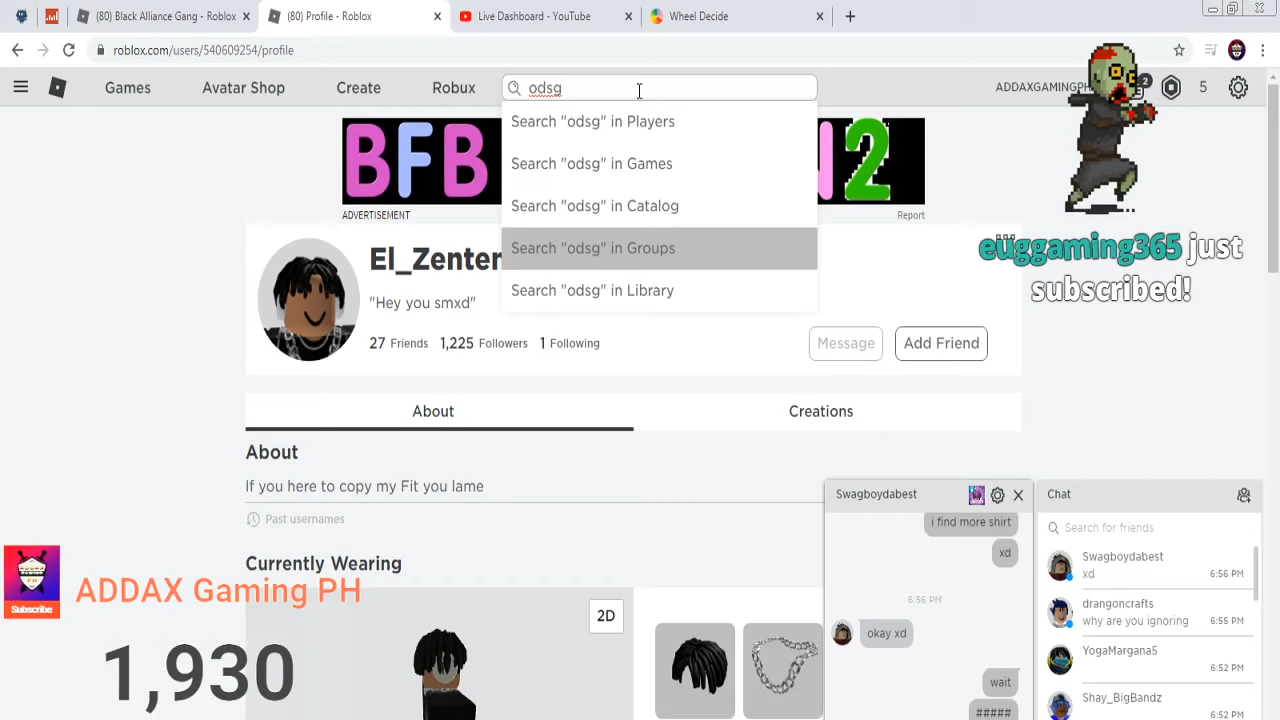 (80) Black Alliance Gang - Roblox
(80) Profile - Roblox
Live Dashboard - YouTube
Wheel Decide
roblox.com/users/540609254/profile
Games
Avatar Shop
Create
Robux
odsg
ADDAXGAMINGPH
2
5
Search "odsg" in Players
Search "odsg" in Games
Search "odsg" in Catalog
Search "odsg" in Groups
Search "odsg" in Library
BFB
2
ADVERTISEMENT
Report
euggaming365 just
subscribed!
El_Zenter
"Hey you smxd"
27 Friends
1,225 Followers
1 Following
Message
Add Friend
About
Creations
About
If you here to copy my Fit you lame
Past usernames
Currently Wearing
2D
ADDAX
PH
Subscribe
ADDAX Gaming PH
1,930
Swagboydabest
i find more shirt
xd
6:56 PM
okay xd
wait
#####
Chat
Search for friends
Swagboydabest
xd
6:56 PM
drangoncrafts
why are you ignoring
6:55 PM
YogaMargana5
6:52 PM
Shay_BigBandz
6:52 PM